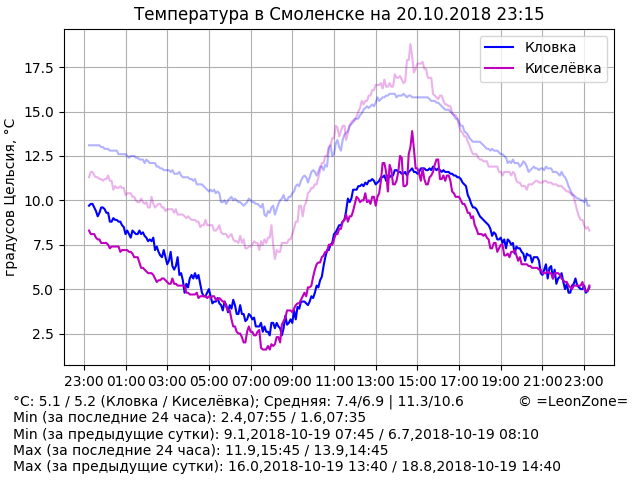 Температура в Смоленске на 20.10.2018 23:15
Кловка
Киселёвка
градусов Цельсия, °C
17.5
15.0
12.5
10.0
7.5
5.0
2.5
23:00 01:00 03:00 05:00 07:00 09:00 11:00 13:00 15:00 17:00 19:00 21:00 23:00
°C: 5.1 / 5.2 (Кловка / Киселёвка); Средняя: 7.4/6.9 | 11.3/10.6 © =LeonZone=
Min (за последние 24 часа): 2.4,07:55 / 1.6,07:35
Min (за предыдущие сутки): 9.1,2018-10-19 07:45 / 6.7,2018-10-19 08:10
Max (за последние 24 часа): 11.9,15:45 / 13.9,14:45
Max (за предыдущие сутки): 16.0,2018-10-19 13:40 / 18.8,2018-10-19 14:40